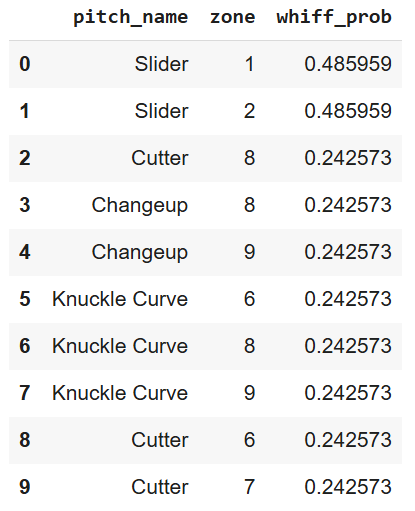 pitch_name zone whiff_prob
0 Slider 1 0.485959
1 Slider 2 0.485959
2 Cutter 8 0.242573
3 Changeup 8 0.242573
4 Changeup 9 0.242573
5 Knuckle Curve 6 0.242573
6 Knuckle Curve 8 0.242573
7 Knuckle Curve 9 0.242573
8 Cutter 6 0.242573
9 Cutter 7 0.242573